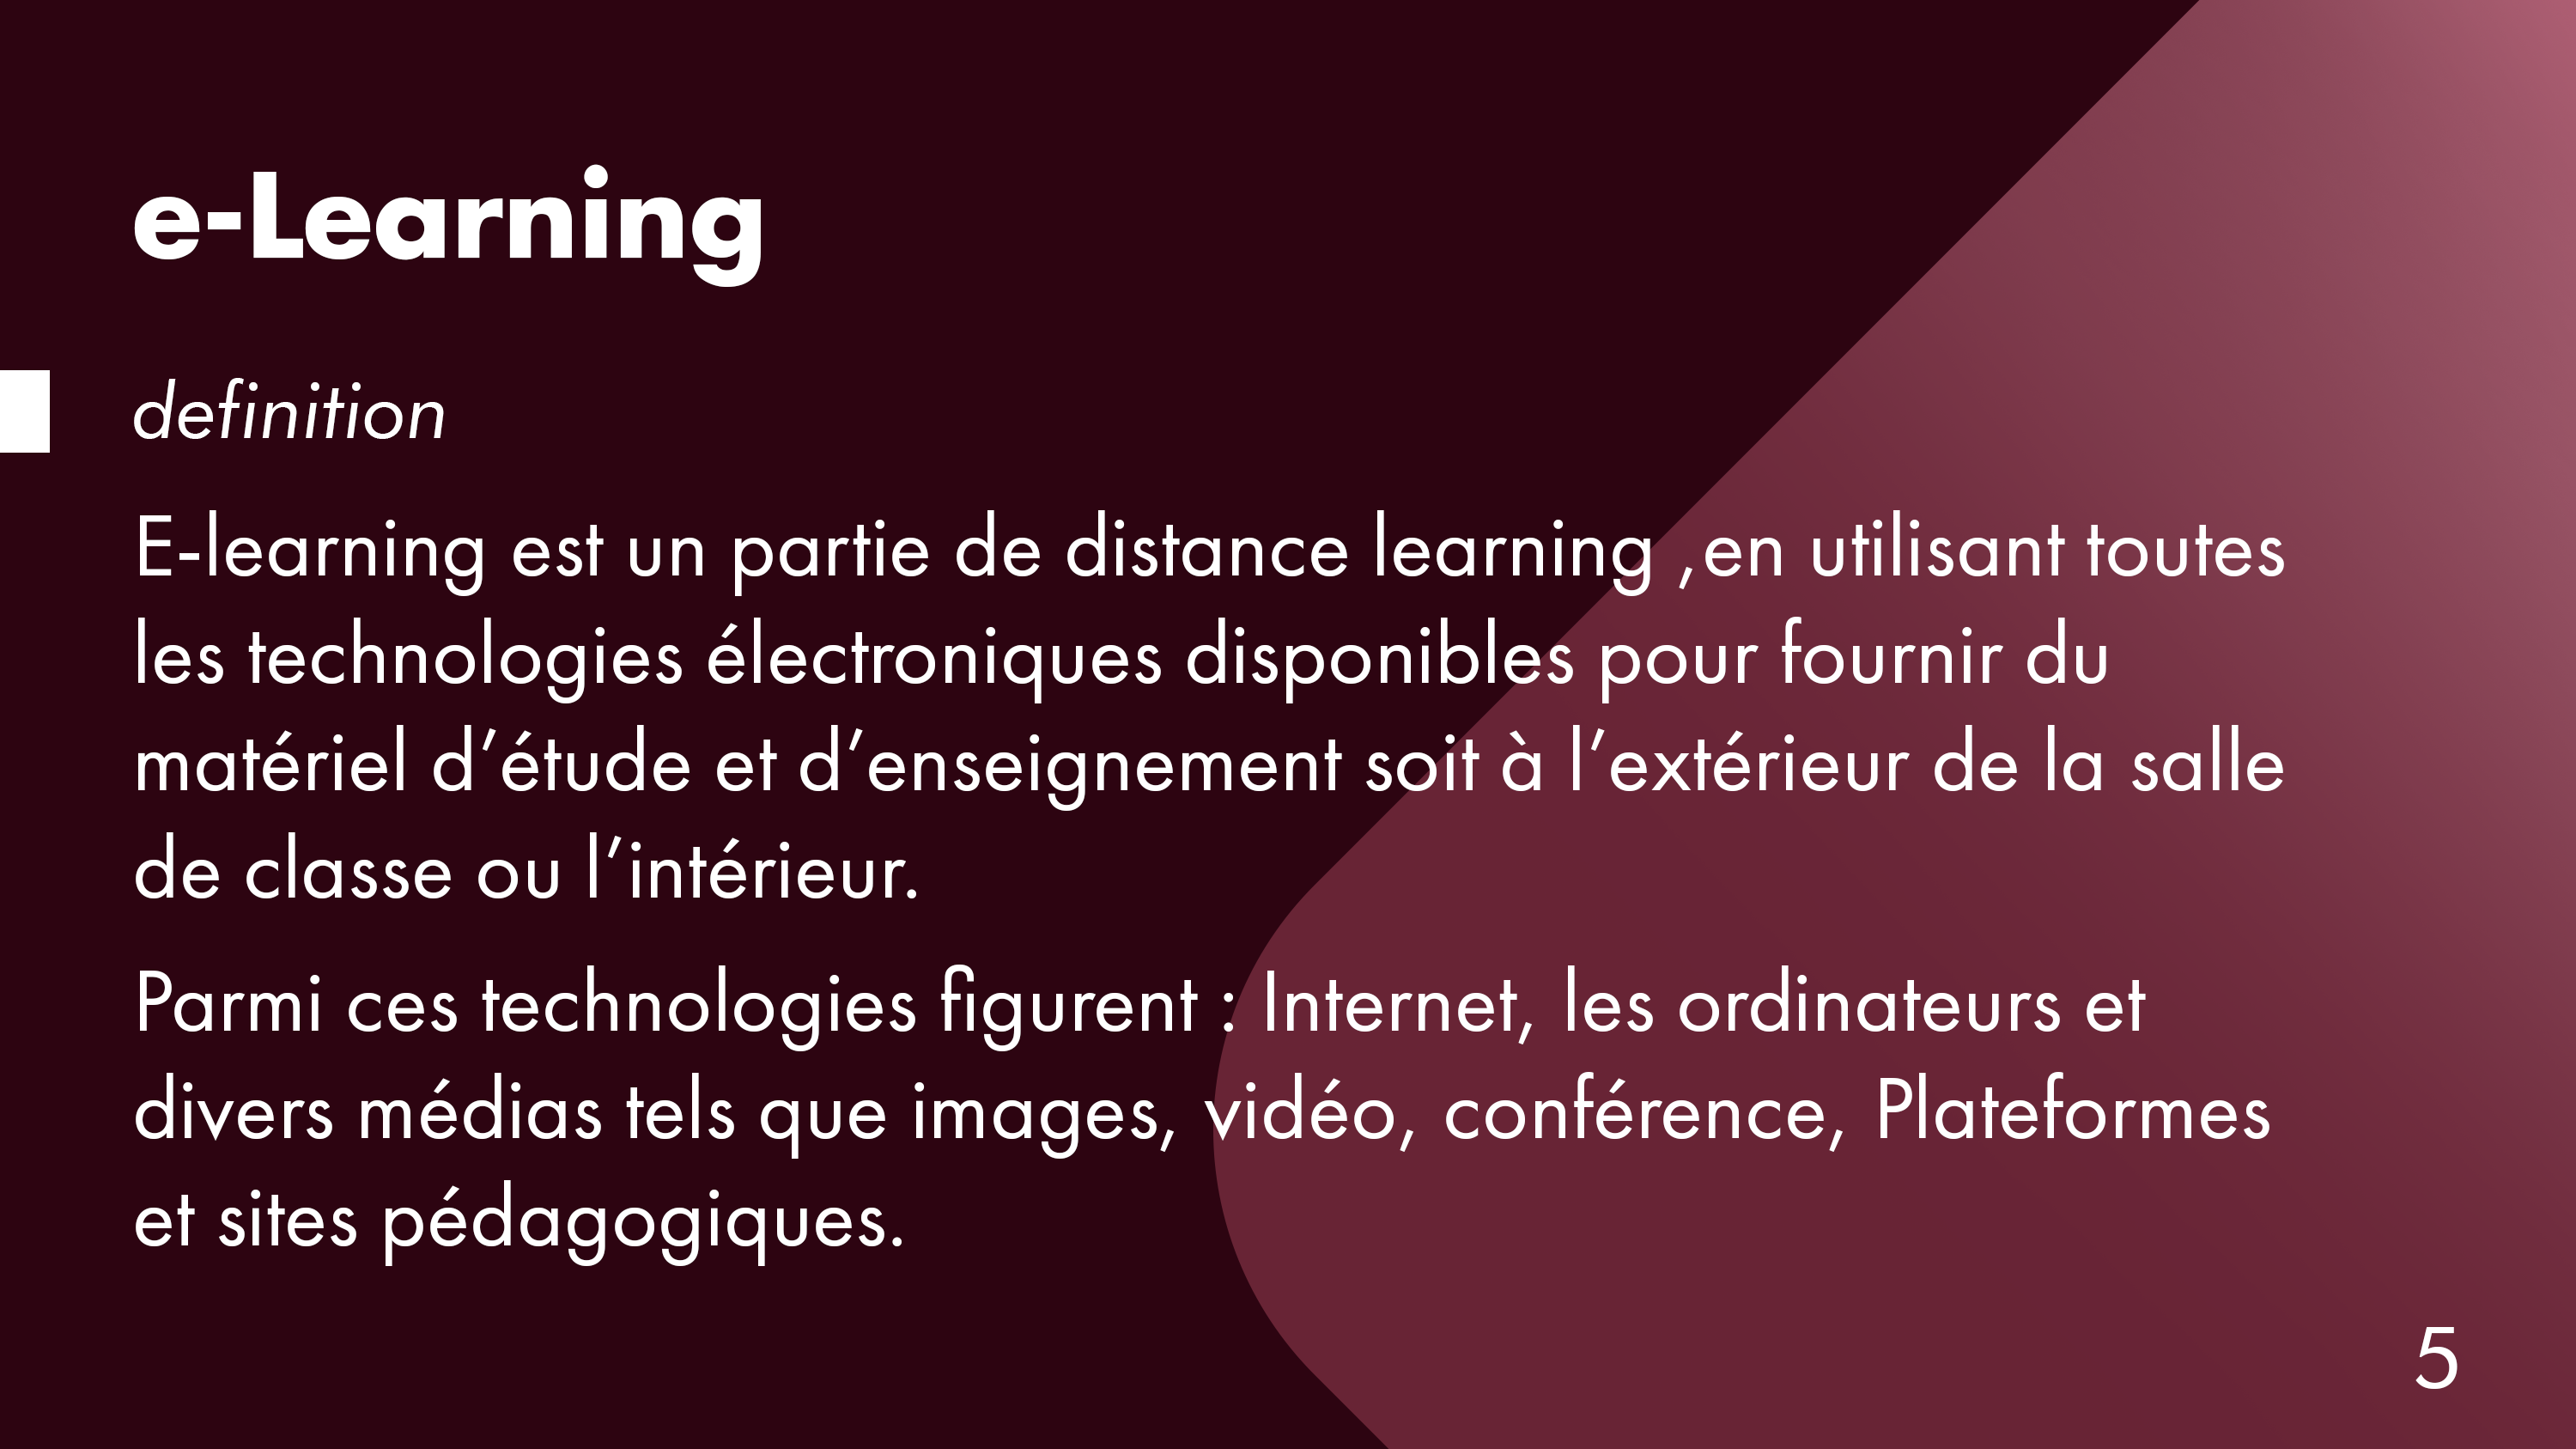 e-Learning
definition
E-learning est un partie de distance learning ,en utilisant toutes
les technologies électroniques disponibles pour fournir du
matériel d’étude et d’enseignement soit à l’extérieur de la salle
de classe ou l’intérieur.
Parmi ces technologies figurent : Internet, les ordinateurs et
divers médias tels que images, vidéo, conférence, Plateformes
et sites pédagogiques.
5